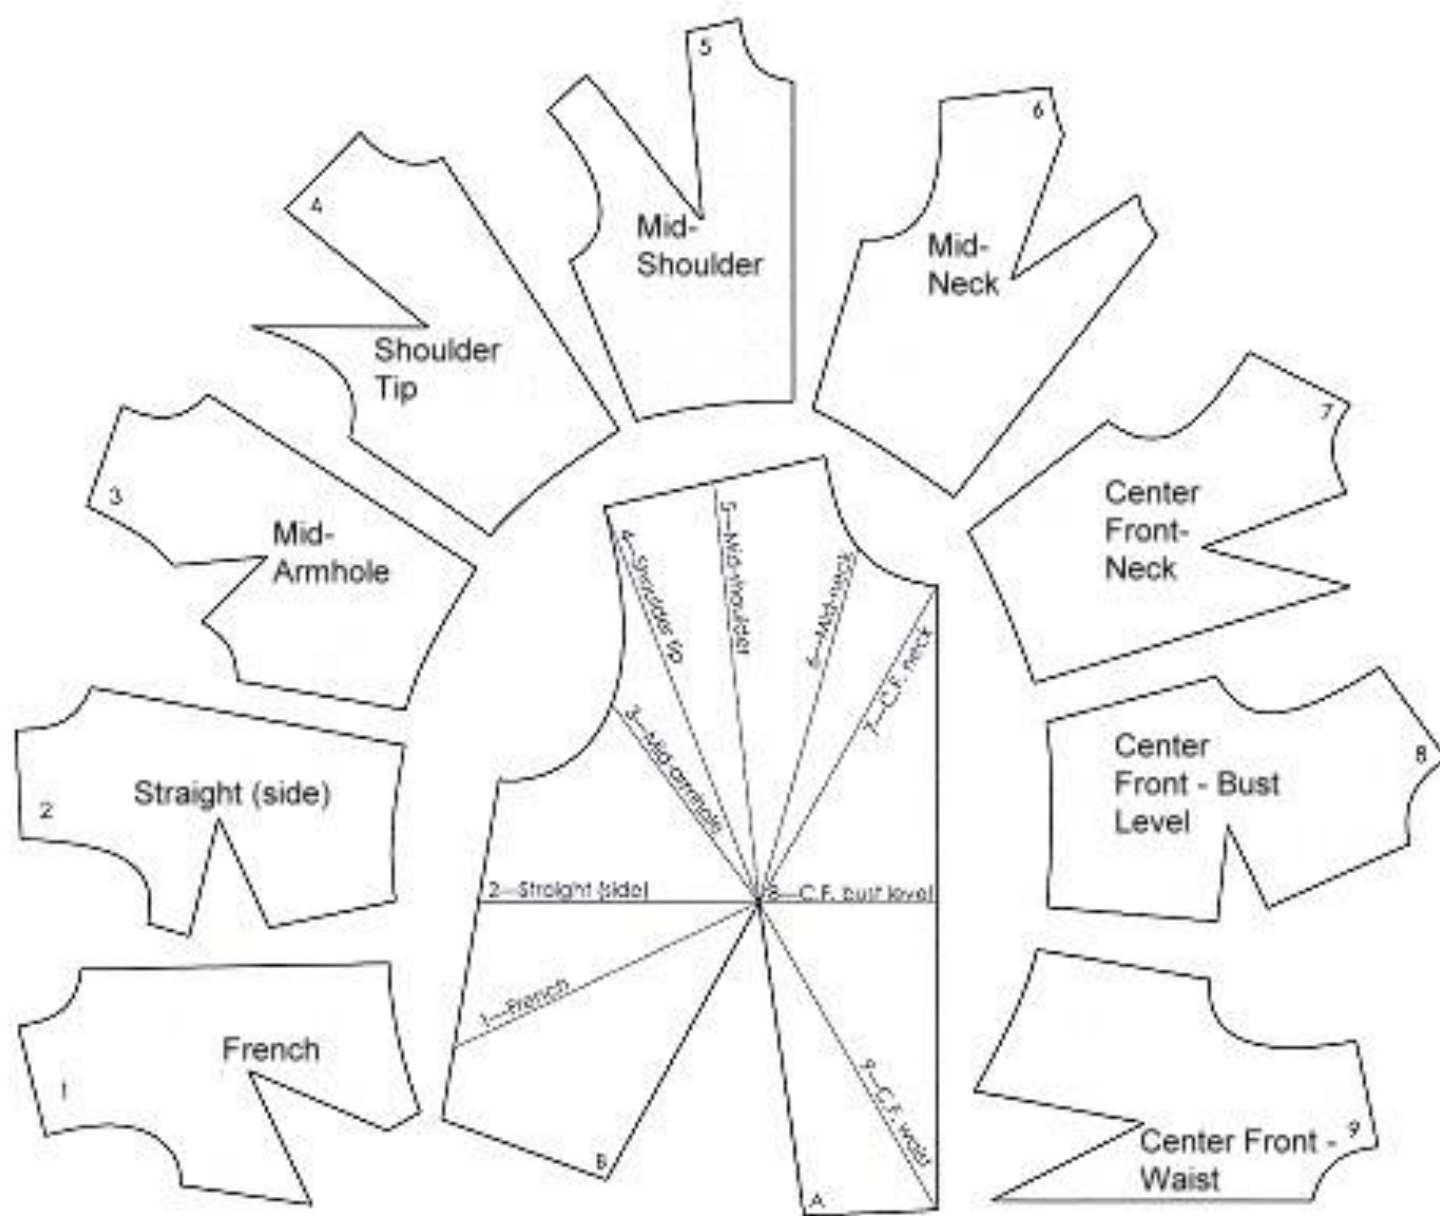 5
Mid-
Shoulder
6
Mid-
Neck
4
Shoulder
Tip
7
Center
Front-
Neck
3
Mid-
Armhole
5—Mid-shoulder
4—Shoulder tip
6—Mid-neck
7—C.F. neck
3—Mid armhole
2
Straight (side)
8
Center
Front - Bust
Level
2—Straight (side)
8—C.F. bust level
1
French
1—French
9—C.F. waist
B
A
9
Center Front -
Waist